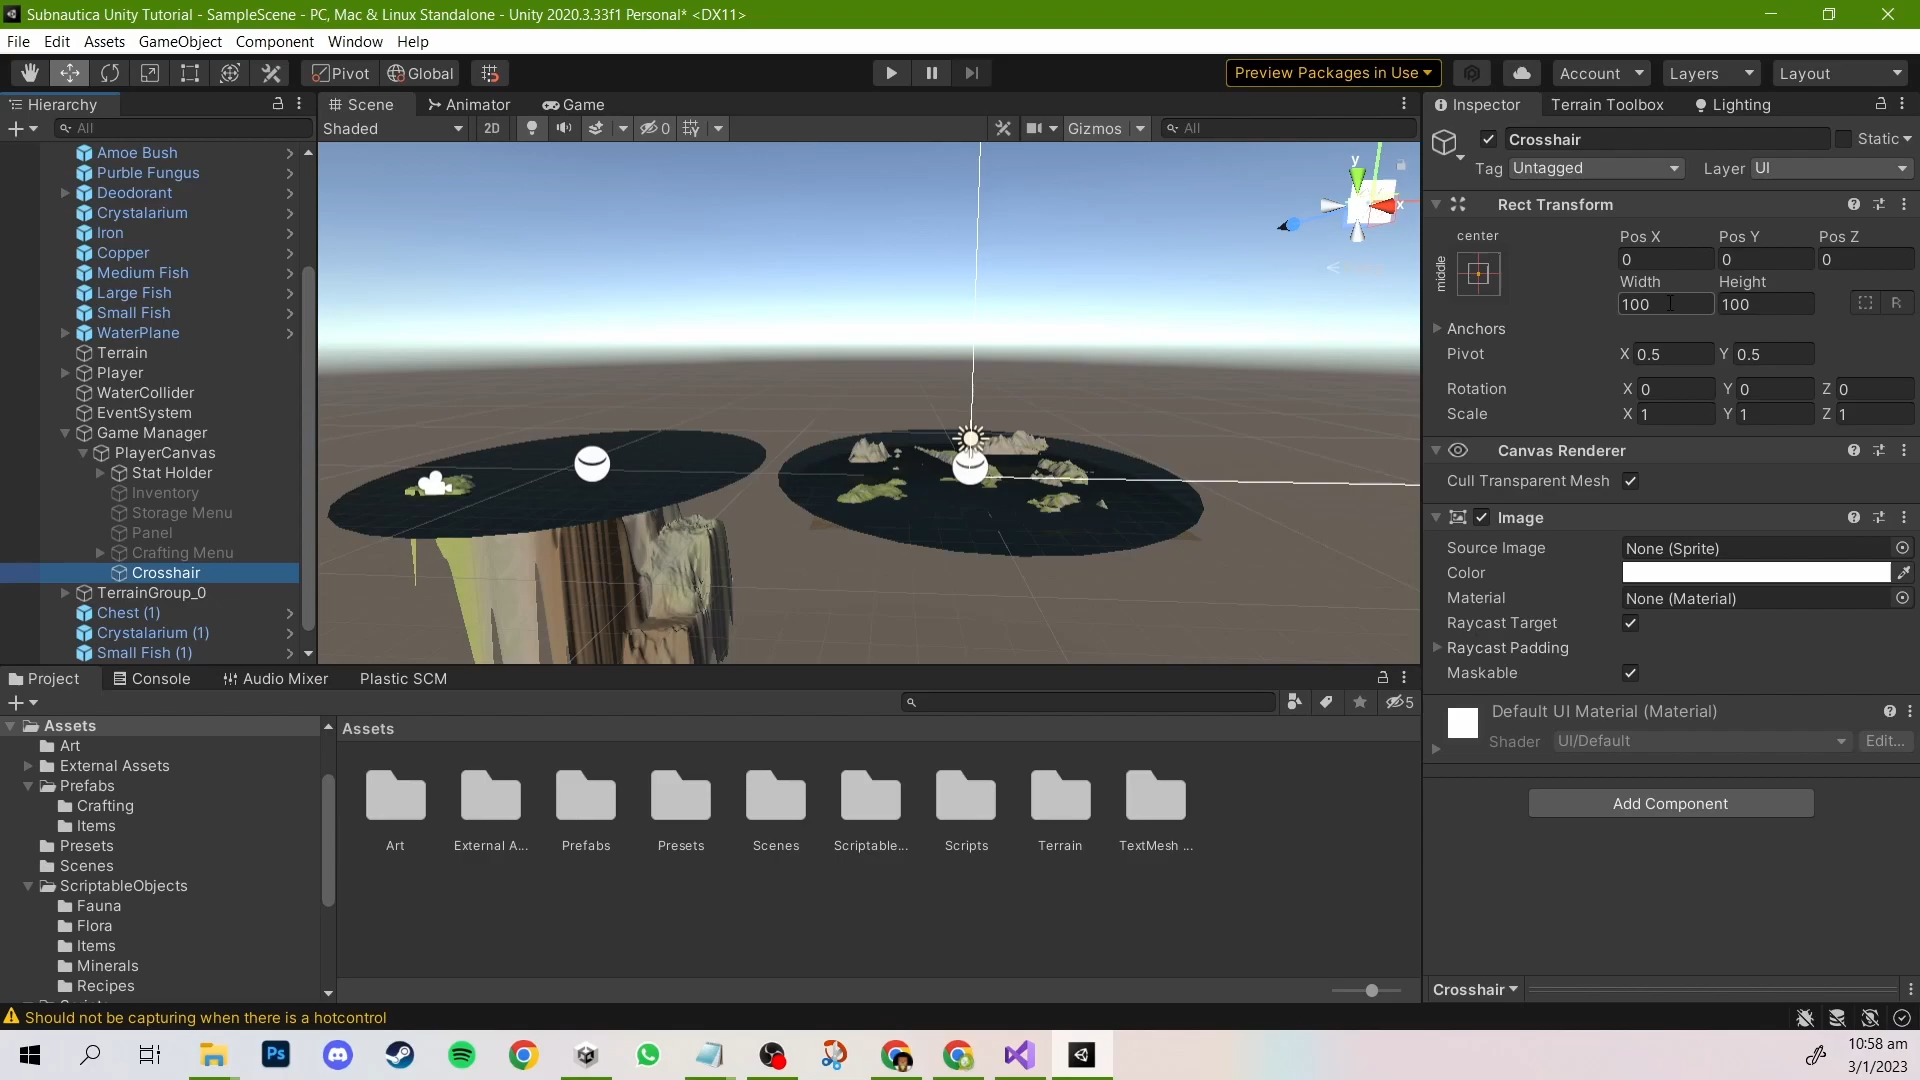 Subnautica Unity Tutorial - SampleScene - PC, Mac & Linux Standalone - Unity 2020.3.33f1 Personal* <DX11>
File Edit Assets GameObject Component Window Help
Pivot Global Preview Packages in Use Account Layers Layout
Hierarchy
All
Amoe Bush
Purble Fungus
Deodorant
Crystalarium
Iron
Copper
Medium Fish
Large Fish
Small Fish
WaterPlane
Terrain
Player
WaterCollider
EventSystem
Game Manager
PlayerCanvas
Stat Holder
Inventory
Storage Menu
Panel
Crafting Menu
Crosshair
TerrainGroup_0
Chest (1)
Crystalarium (1)
Small Fish (1)
Scene Animator Game
Shaded 2D 0 Gizmos All
y
x
Inspector Terrain Toolbox Lighting
Crosshair Static
Tag Untagged Layer UI
Rect Transform
center Pos X Pos Y Pos Z
middle 0 0 0
Width Height
100 100 R
Anchors
Pivot X 0.5 Y 0.5
Rotation X 0 Y 0 Z 0
Scale X 1 Y 1 Z 1
Canvas Renderer
Cull Transparent Mesh
Image
Source Image None (Sprite)
Color
Material None (Material)
Raycast Target
Raycast Padding
Maskable
Default UI Material (Material)
Shader UI/Default Edit...
Add Component
Crosshair
Project Console Audio Mixer Plastic SCM
5
Assets
Art
External Assets
Prefabs
Crafting
Items
Presets
Scenes
ScriptableObjects
Fauna
Flora
Items
Minerals
Recipes
Assets
Art External A... Prefabs Presets Scenes Scriptable... Scripts Terrain TextMesh ...
Should not be capturing when there is a hotcontrol
Ps
10:58 am
3/1/2023